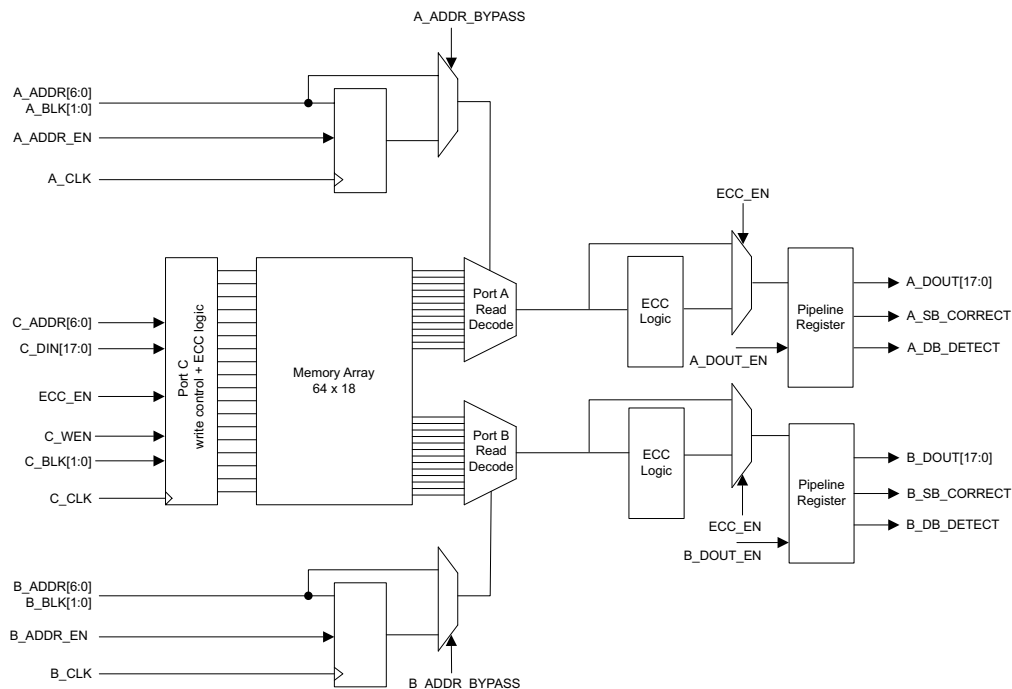 A_ADDR_BYPASS
A_ADDR[6:0]
A_BLK[1:0]
A_ADDR_EN
A_CLK
ECC_EN
Port C
write control + ECC logic
C_ADDR[6:0]
C_DIN[17:0]
ECC_EN
C_WEN
C_BLK[1:0]
C_CLK
Memory Array
64 x 18
Port A
Read
Decode
ECC
Logic
A_DOUT_EN
Pipeline
Register
A_DOUT[17:0]
A_SB_CORRECT
A_DB_DETECT
Port B
Read
Decode
ECC
Logic
ECC_EN
B_DOUT_EN
Pipeline
Register
B_DOUT[17:0]
B_SB_CORRECT
B_DB_DETECT
B_ADDR[6:0]
B_BLK[1:0]
B_ADDR_EN
B_CLK
B_ADDR_BYPASS